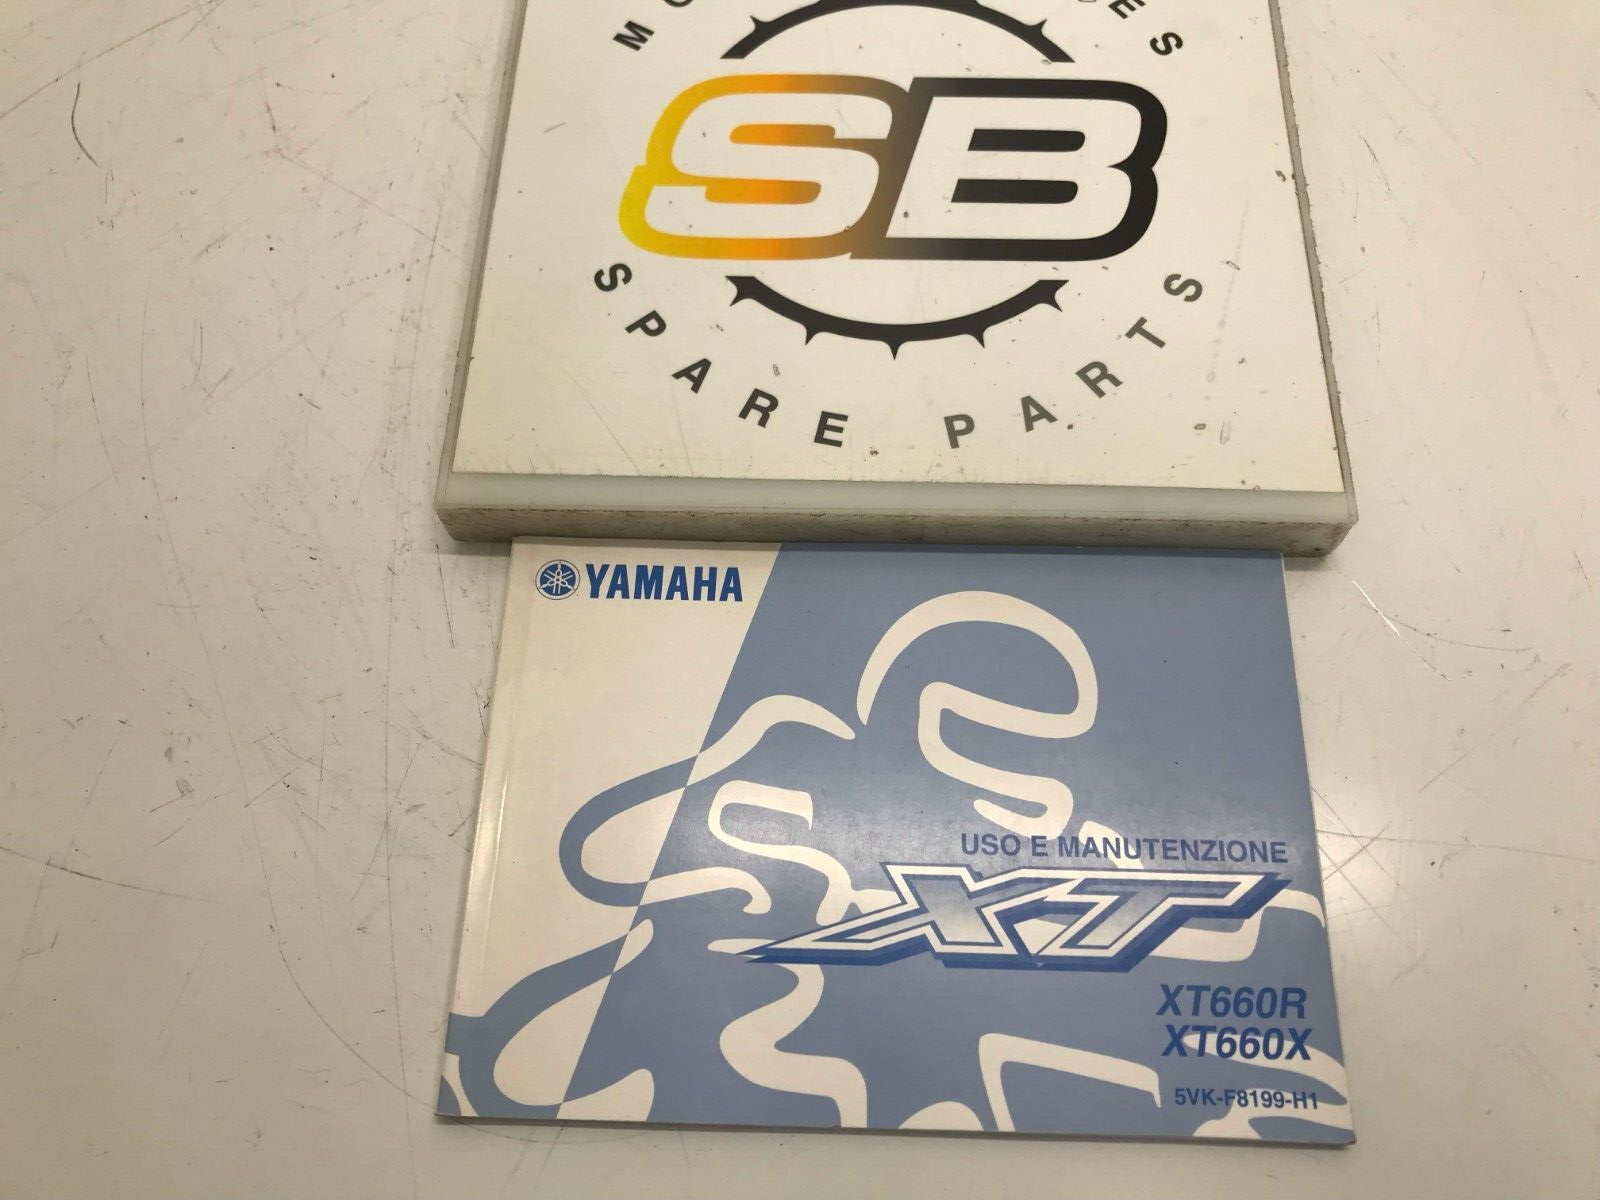 SB
SPARE PARTS
YAMAHA
USO E MANUTENZIONE
XT
XT660R
XT660X
5VK-F8199-H1